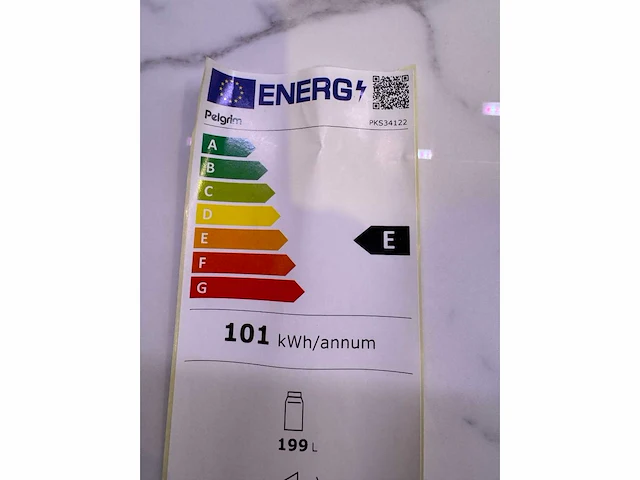 ENERG
Pelgrim
PKS34122
A
B
C
D
E
E
F
G
101 kWh/annum
199 L